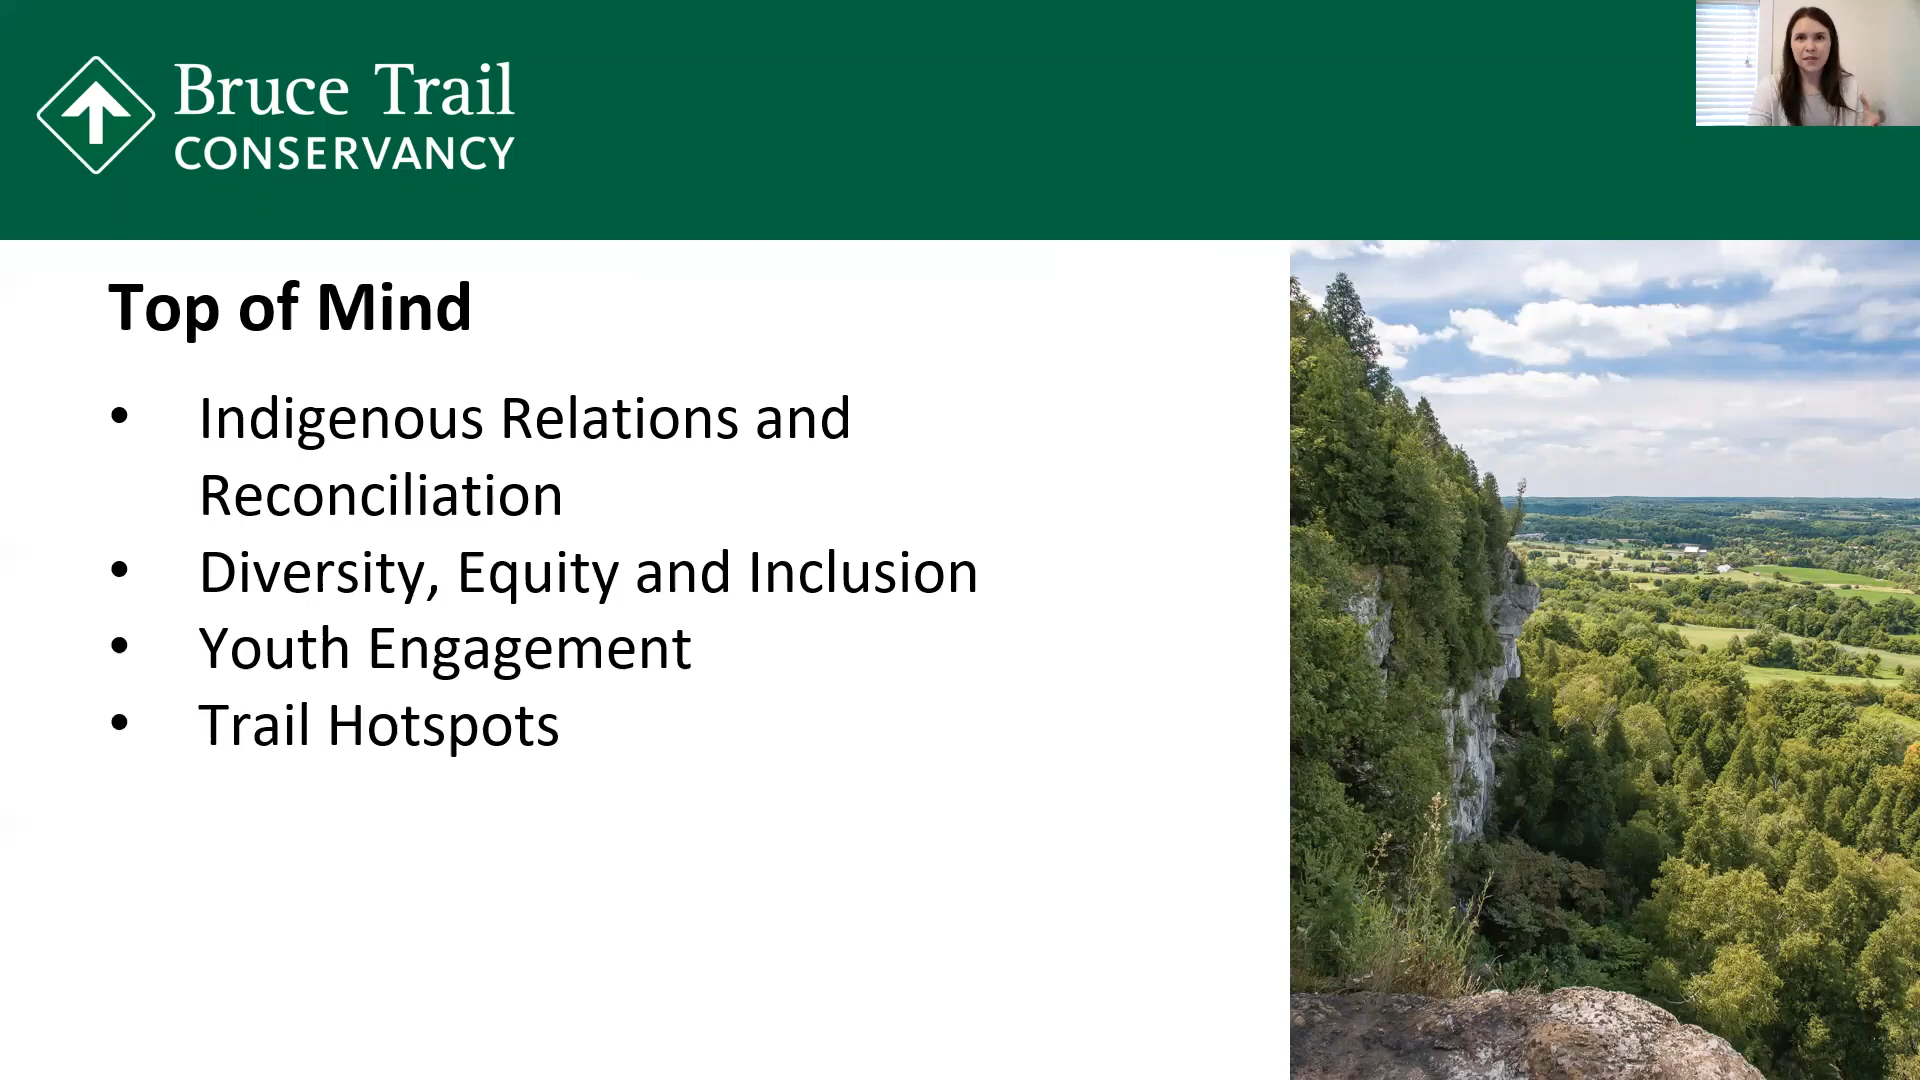 Bruce Trail
CONSERVANCY
Top of Mind
• Indigenous Relations and
Reconciliation
• Diversity, Equity and Inclusion
• Youth Engagement
• Trail Hotspots